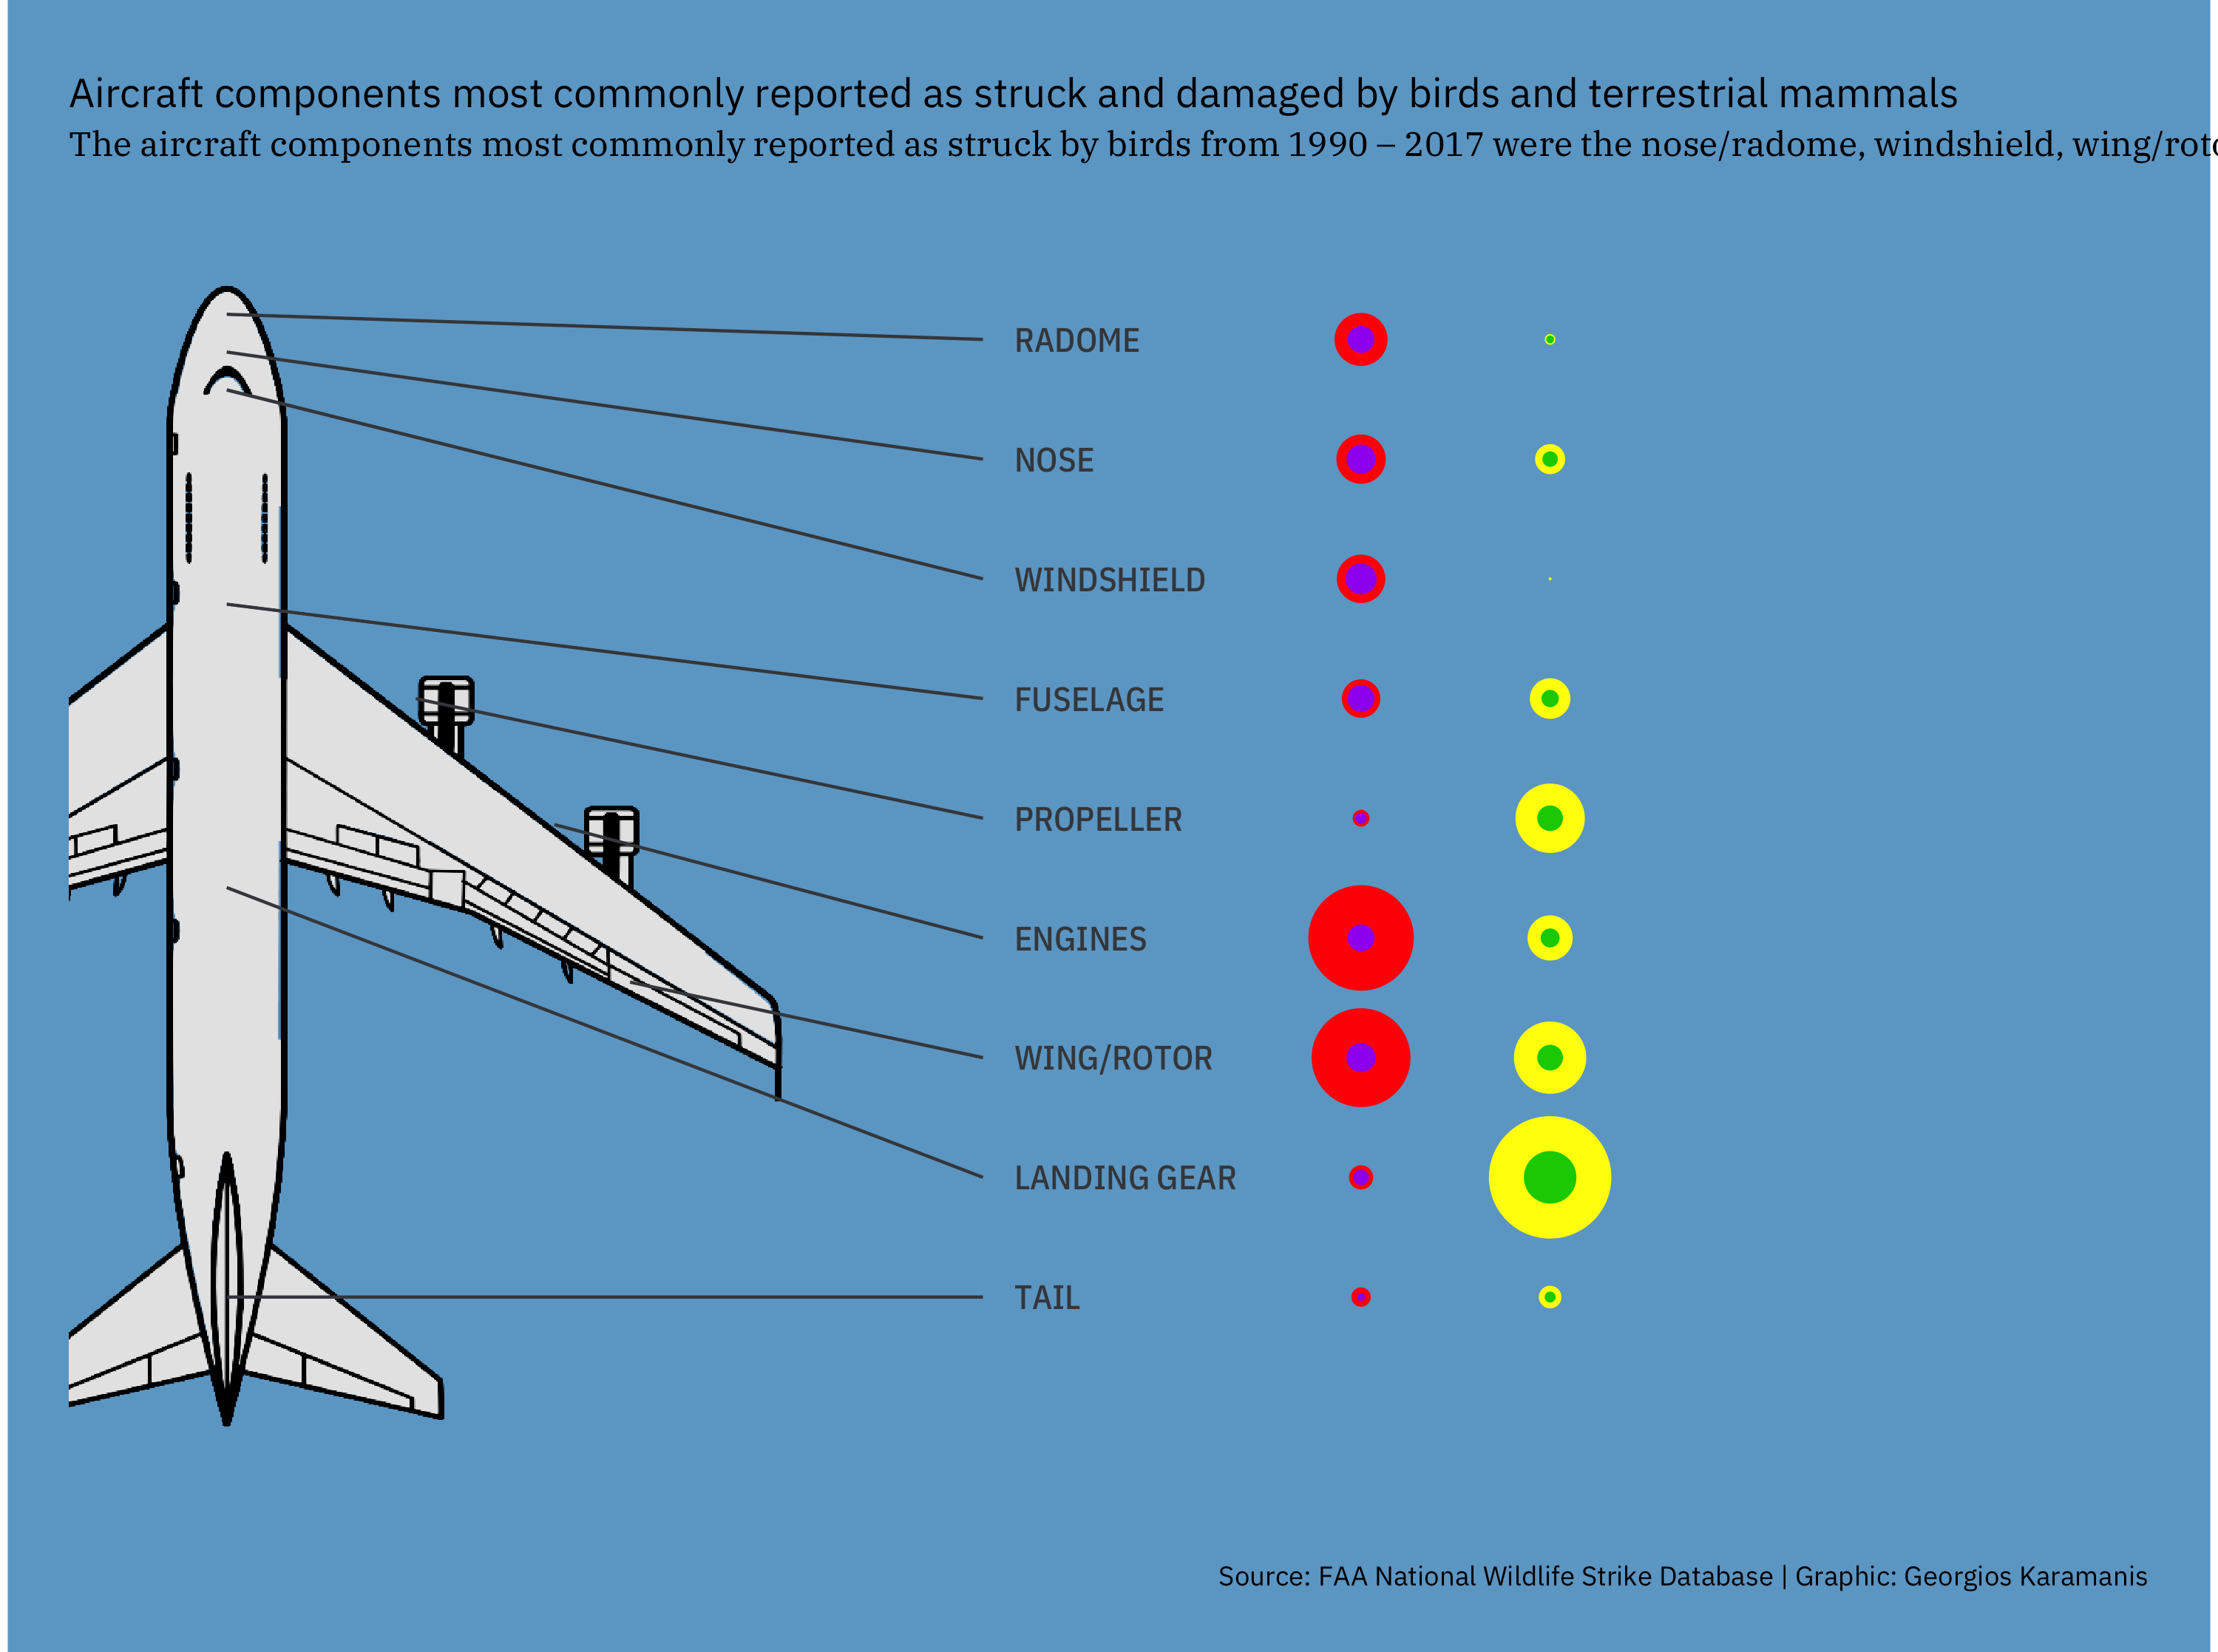 Aircraft components most commonly reported as struck and damaged by birds and terrestrial mammals
The aircraft components most commonly reported as struck by birds from 1990 – 2017 were the nose/radome, windshield, wing/roto
RADOME
NOSE
WINDSHIELD
FUSELAGE
PROPELLER
ENGINES
WING/ROTOR
LANDING GEAR
TAIL
Source: FAA National Wildlife Strike Database | Graphic: Georgios Karamanis